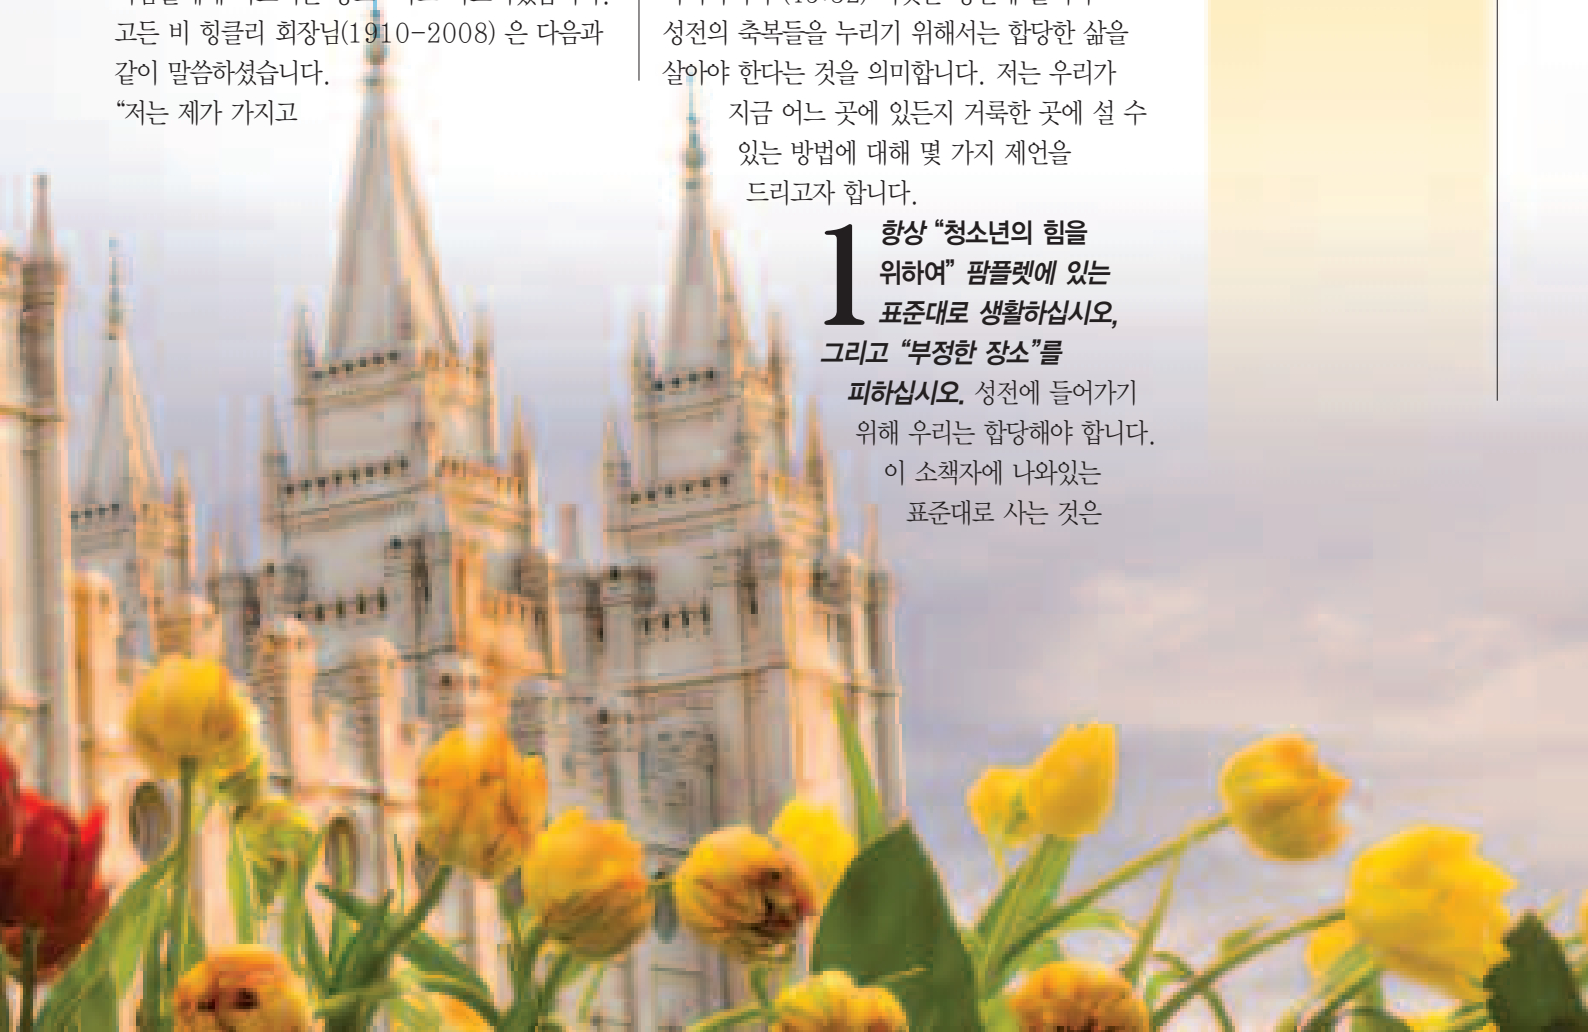 고든 비 힝클리 회장님(1910-2008) 은 다음과
같이 말씀하셨습니다.
“저는 제가 가지고
성전의 축복들을 누리기 위해서는 합당한 삶을
살아야 한다는 것을 의미합니다. 저는 우리가
지금 어느 곳에 있든지 거룩한 곳에 설 수
있는 방법에 대해 몇 가지 제언을
드리고자 합니다.
1 항상 “청소년의 힘을
위하여” 팜플렛에 있는
표준대로 생활하십시오,
그리고 “부정한 장소”를
피하십시오. 성전에 들어가기
위해 우리는 합당해야 합니다.
이 소책자에 나와있는
표준대로 사는 것은